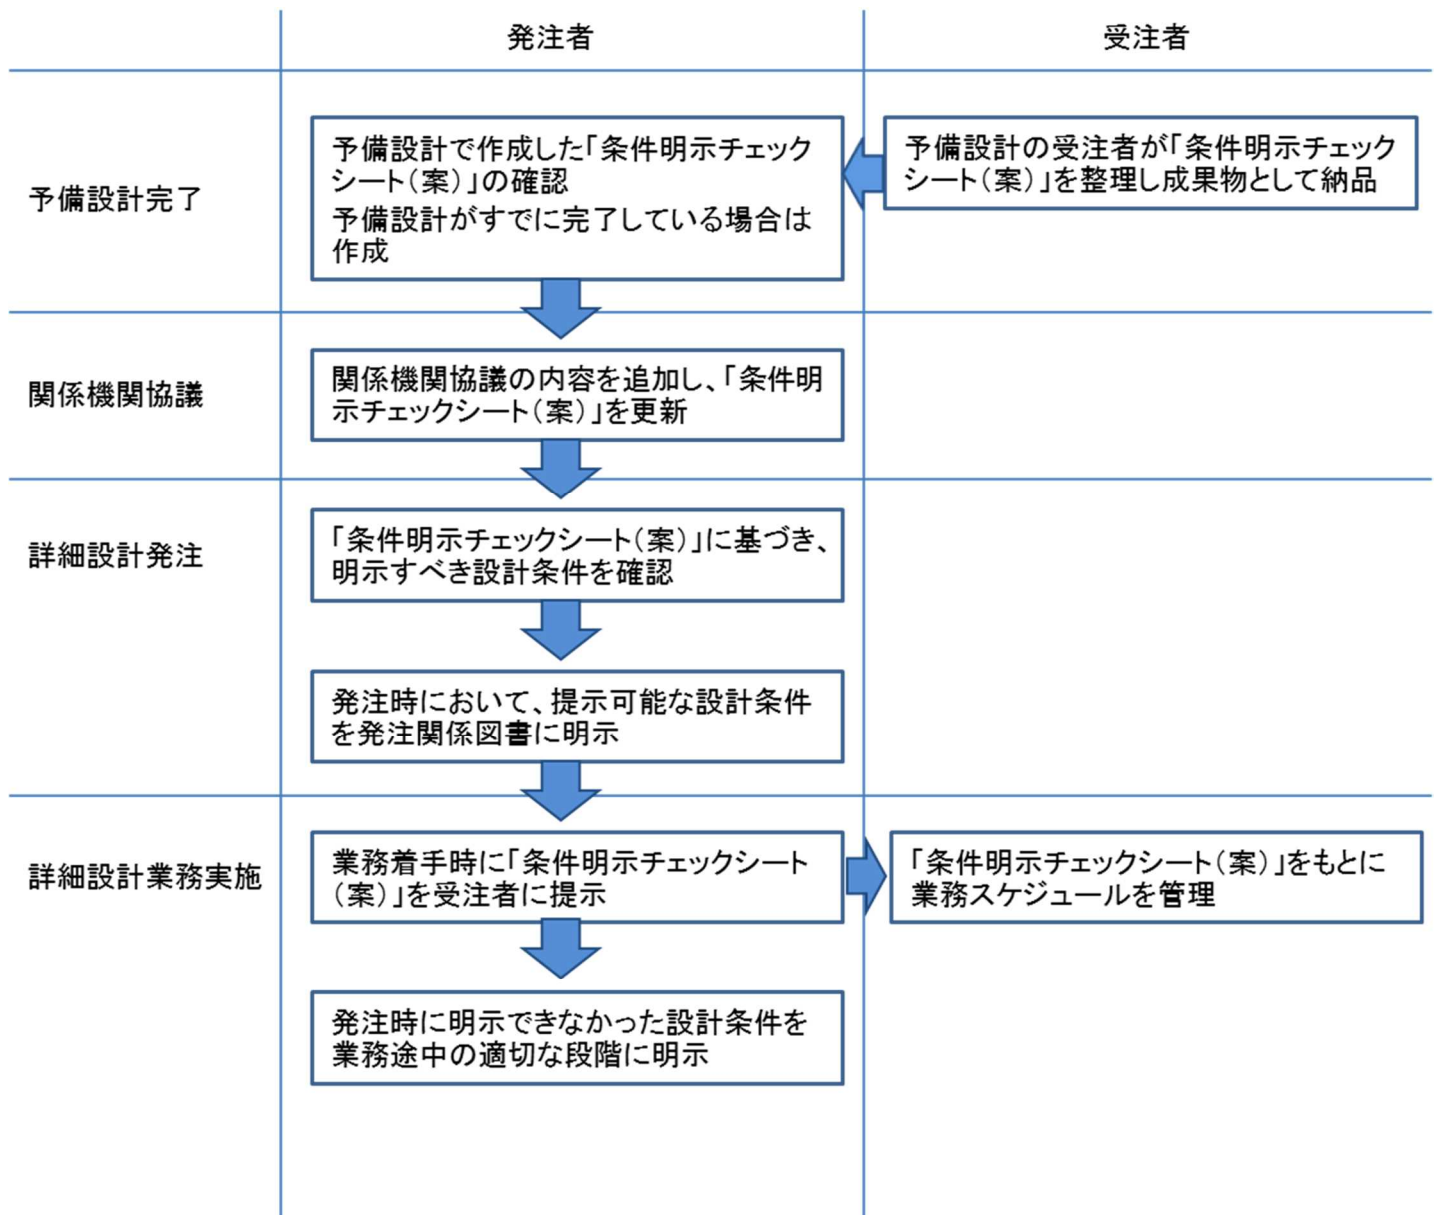 発注者
受注者
予備設計完了
予備設計で作成した「条件明示チェック
シート（案）」の確認
予備設計がすでに完了している場合は
作成
予備設計の受注者が「条件明示チェック
シート（案）」を整理し成果物として納品
関係機関協議
関係機関協議の内容を追加し、「条件明
示チェックシート（案）」を更新
詳細設計発注
「条件明示チェックシート（案）」に基づき、
明示すべき設計条件を確認
発注時において、提示可能な設計条件
を発注関係図書に明示
詳細設計業務実施
業務着手時に「条件明示チェックシート
（案）」を受注者に提示
「条件明示チェックシート（案）」をもとに
業務スケジュールを管理
発注時に明示できなかった設計条件を
業務途中の適切な段階に明示